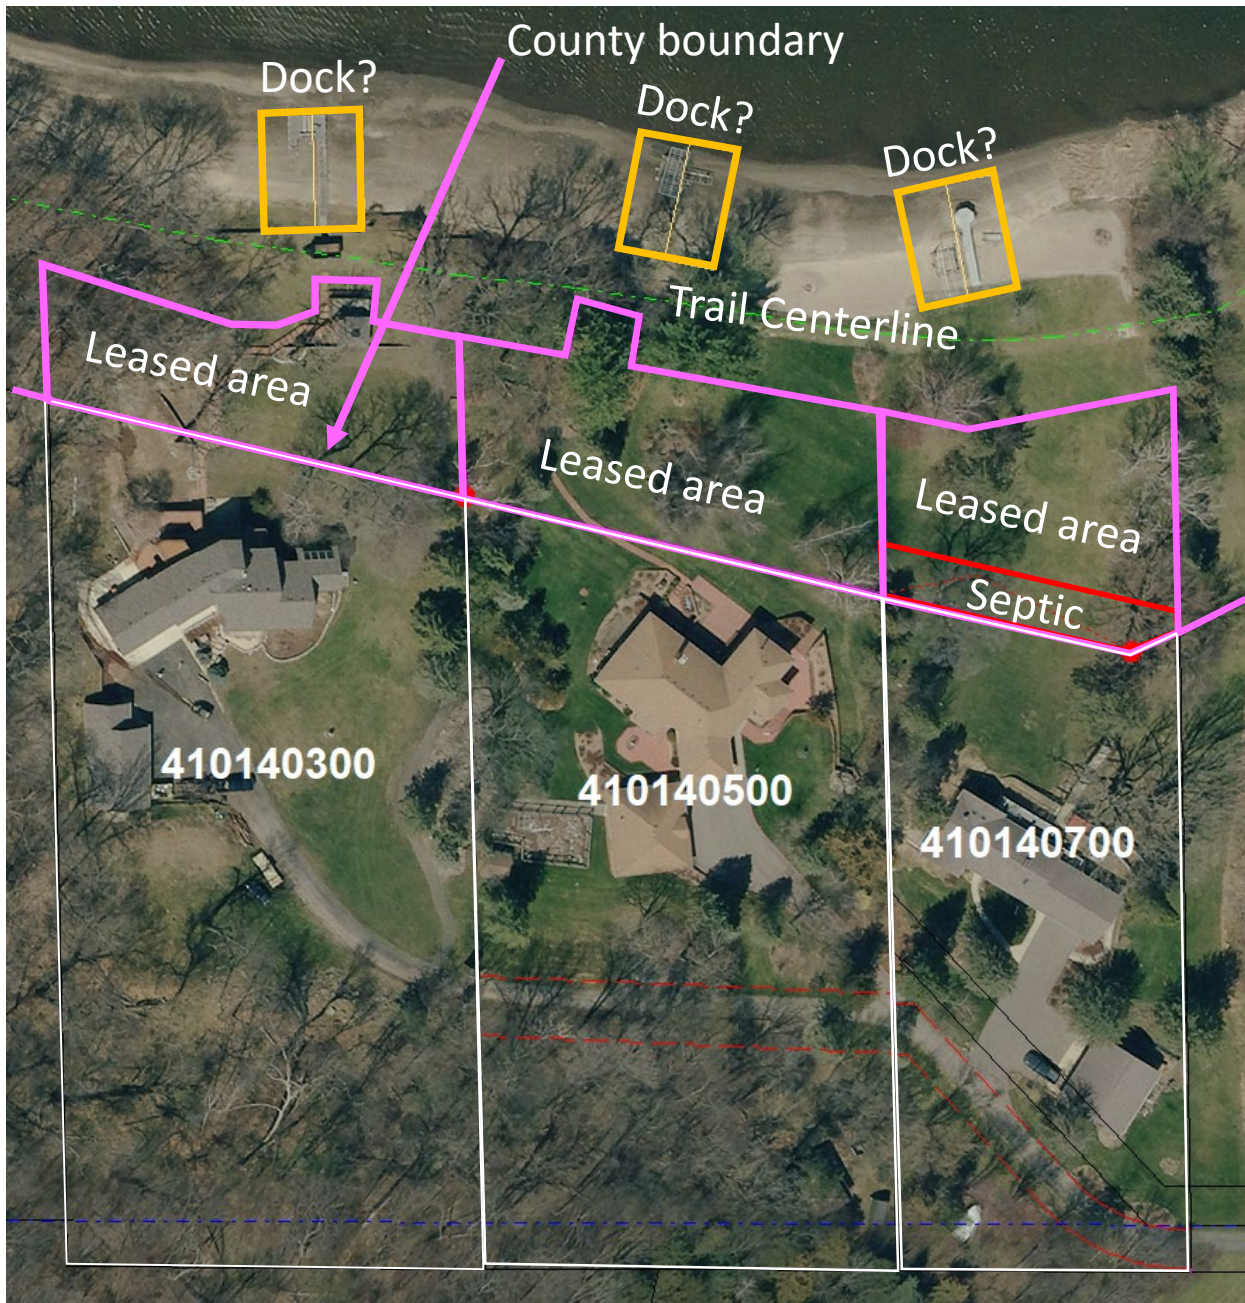 County boundary
Dock?
Dock?
Dock?
Trail Centerline
Leased area
Leased area
Leased area
Septic
410140300
410140500
410140700